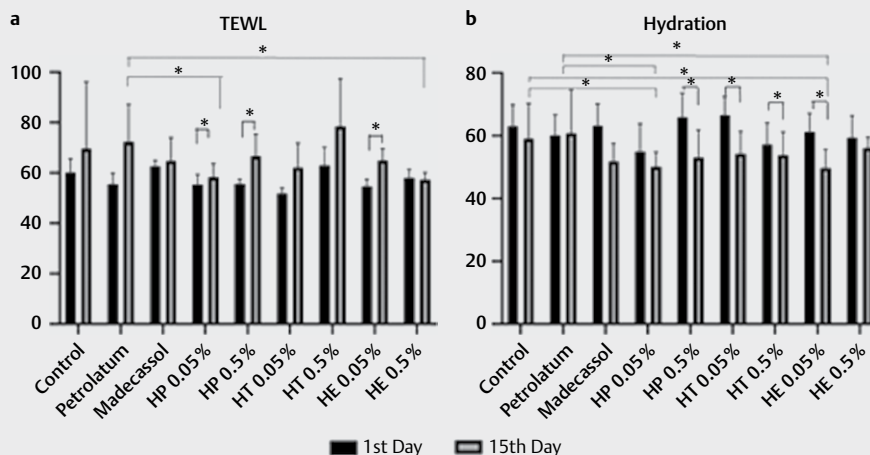 a
TEWL
* * * * *
100
80
60
40
20
0
Control
Petrolatum
Madecassol
HP 0.05%
HP 0.5%
HT 0.05%
HT 0.5%
HE 0.05%
HE 0.5%
b
Hydration
* * * * * * * *
80
60
40
20
0
Control
Petrolatum
Madecassol
HP 0.05%
HP 0.5%
HT 0.05%
HT 0.5%
HE 0.05%
HE 0.5%
1st Day 15th Day